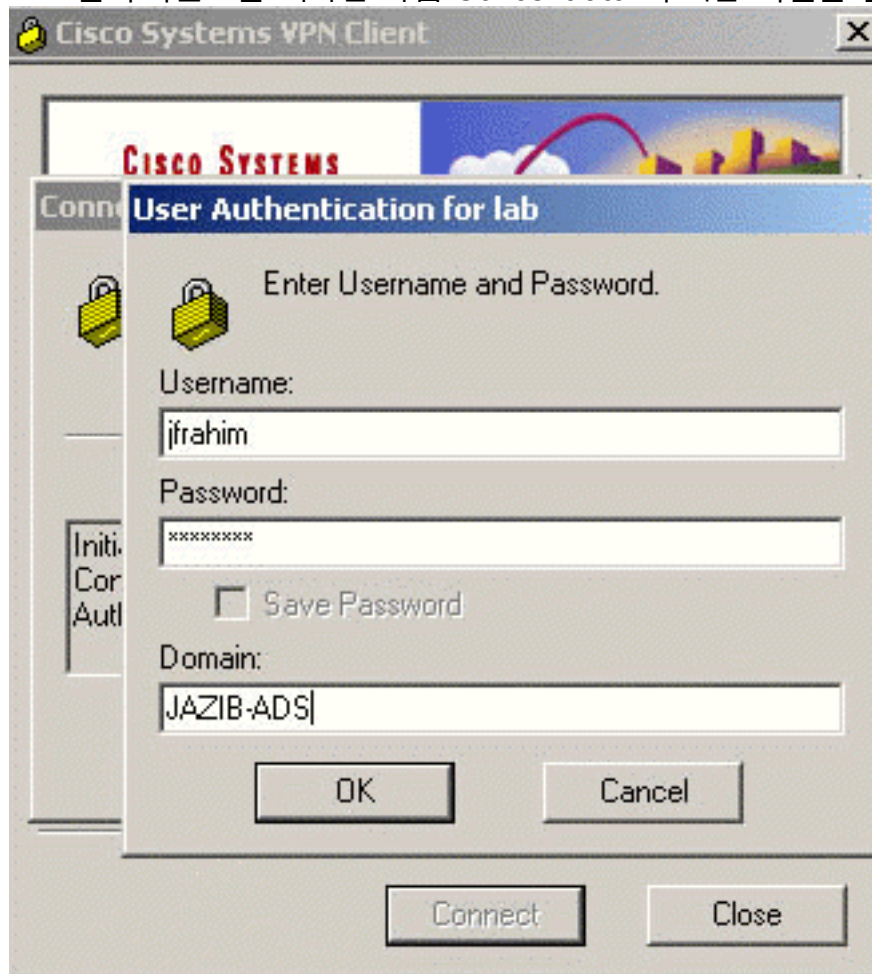 Cisco Systems VPN Client
CISCO SYSTEMS
User Authentication for lab
Enter Username and Password.
Username:
jfrahim
Password:
********
Save Password
Domain:
JAZIB-ADS
OK
Cancel
Connect
Close